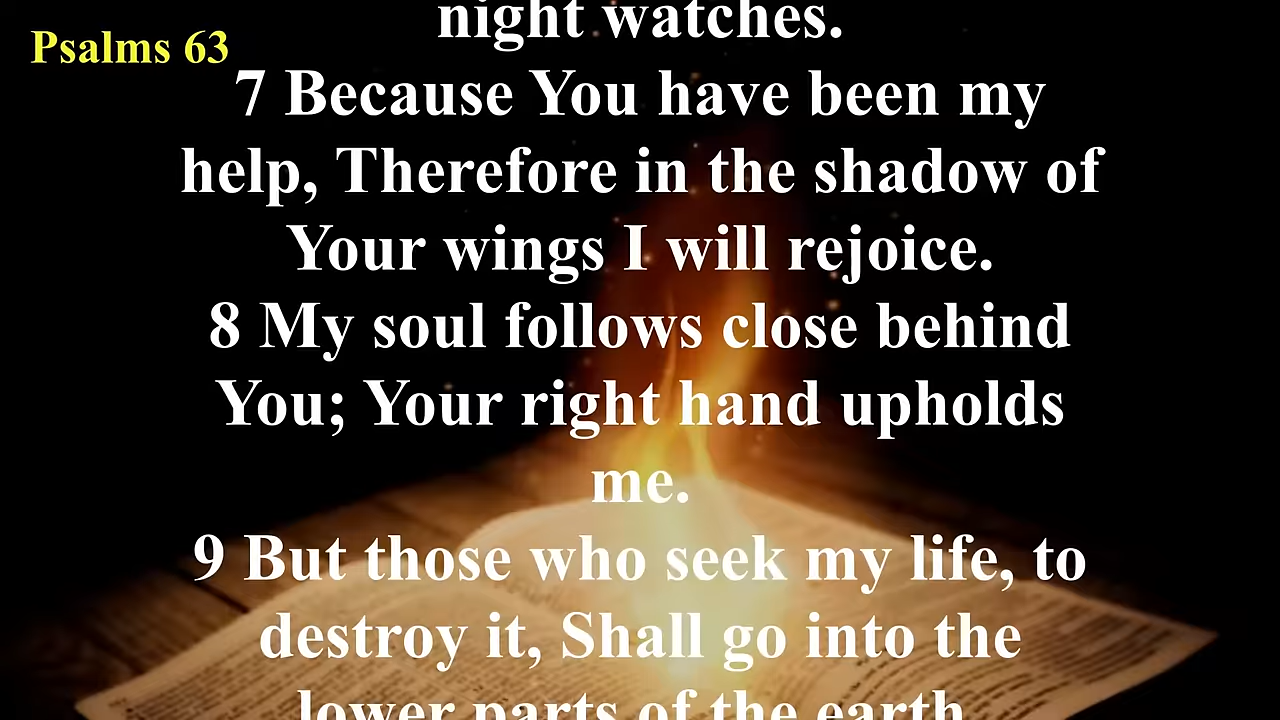 Psalms 63
night watches.
7 Because You have been my
help, Therefore in the shadow of
Your wings I will rejoice.
8 My soul follows close behind
You; Your right hand upholds
me.
9 But those who seek my life, to
destroy it, Shall go into the
lower parts of the earth